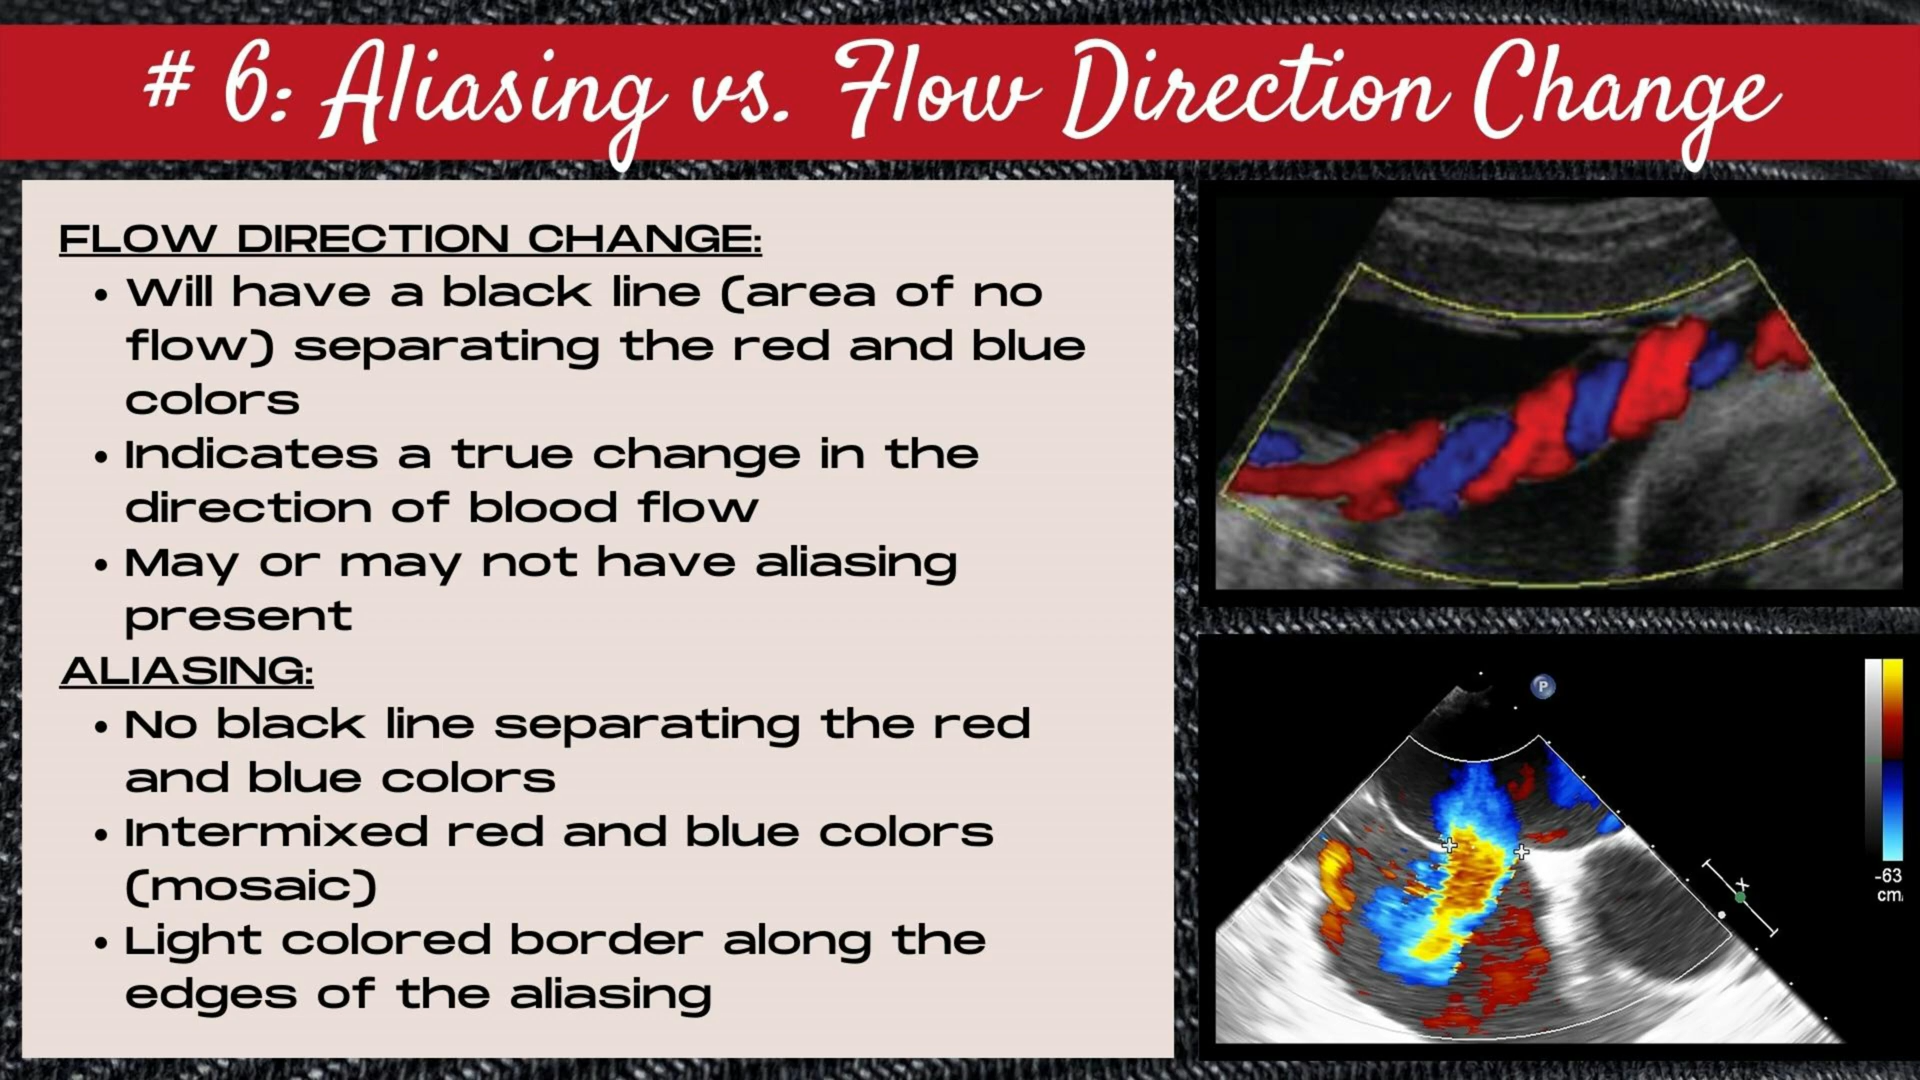 # 6: Aliasing vs. Flow Direction Change
FLOW DIRECTION CHANGE:
• Will have a black line (area of no
flow) separating the red and blue
colors
• Indicates a true change in the
direction of blood flow
• May or may not have aliasing
present
ALIASING:
• No black line separating the red
and blue colors
• Intermixed red and blue colors
(mosaic)
• Light colored border along the
edges of the aliasing
P
X
-63
cm